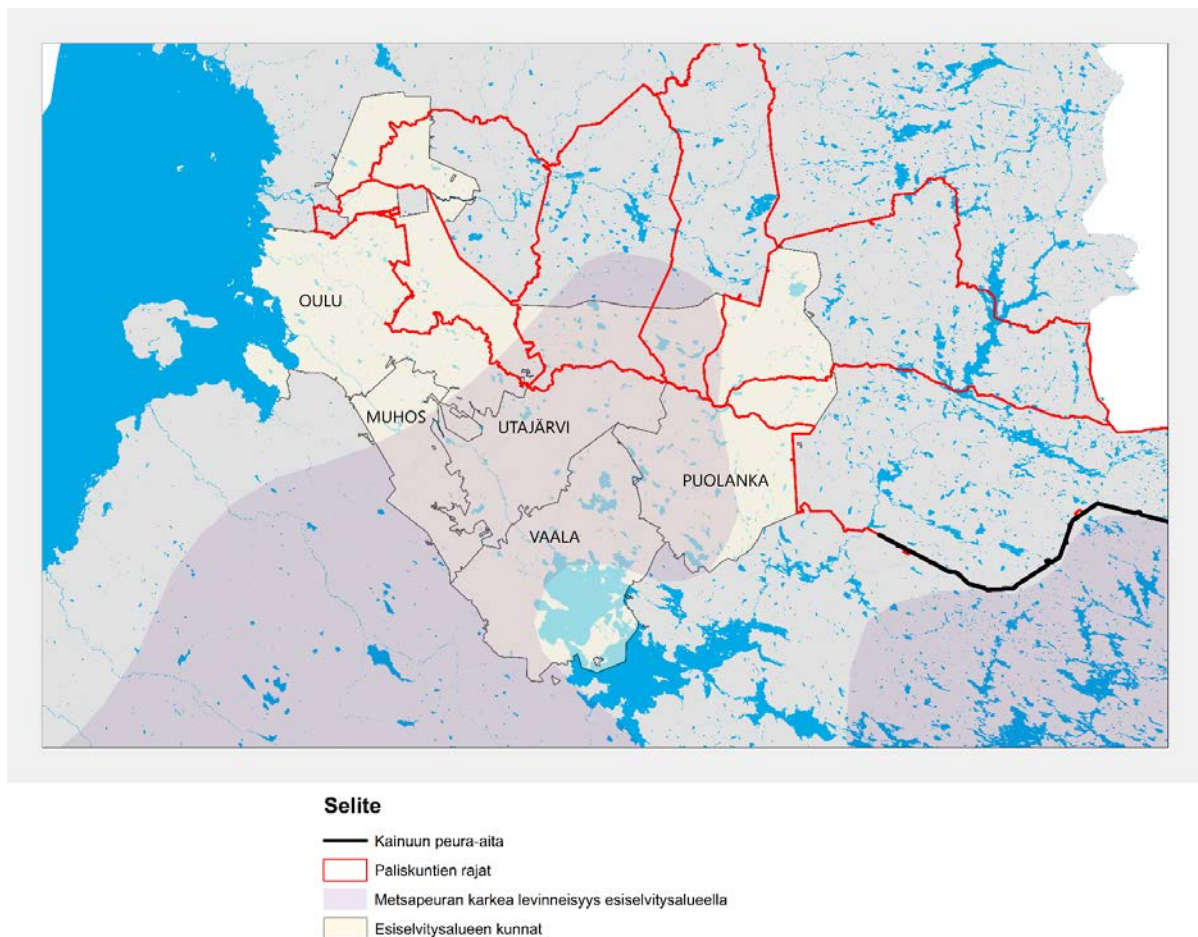 OULU
MUHOS
UTAJÄRVI
PUOLANKA
VAALA
Selite
Kainuun peura-aita
Paliskuntien rajat
Metsapeuran karkea levinneisyys esiselvitysalueella
Esiselvitysalueen kunnat